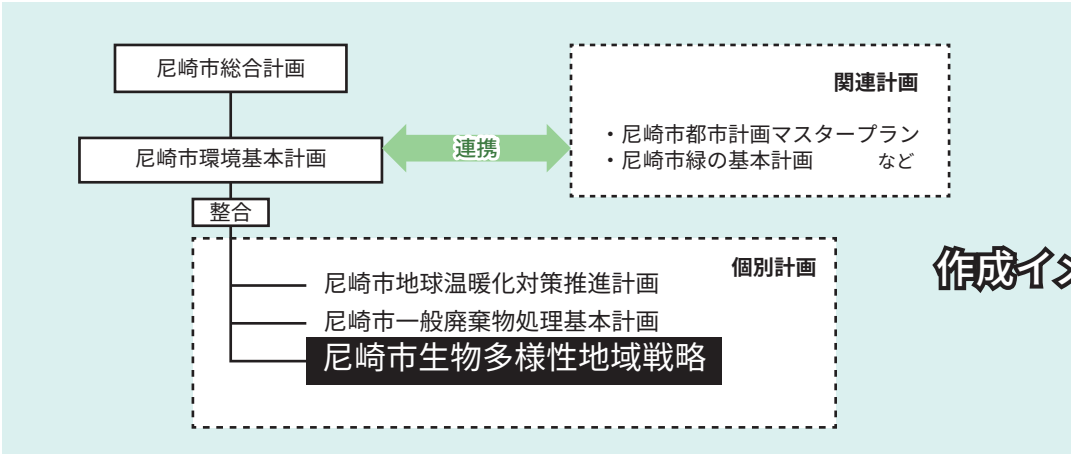 尼崎市総合計画
関連計画
・尼崎市都市計画マスタープラン
・尼崎市緑の基本計画 など
尼崎市環境基本計画
連携
整合
個別計画
尼崎市地球温暖化対策推進計画
尼崎市一般廃棄物処理基本計画
尼崎市生物多様性地域戦略
作成イ